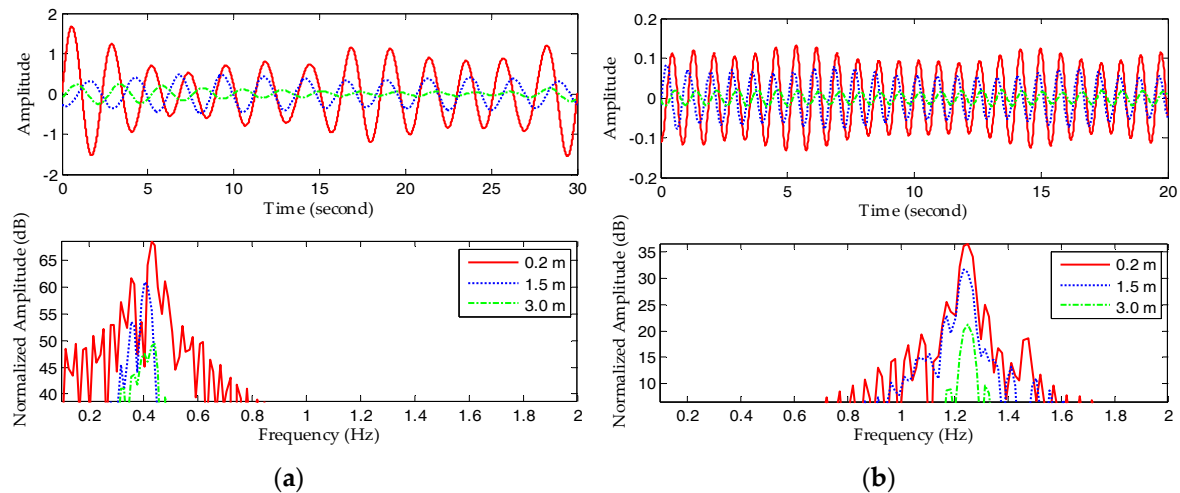 2
1
0
-1
-2
Amplitude
0 5 10 15 20 25 30
Time (second)
0.2
0.1
0
-0.1
-0.2
Amplitude
0 5 10 15 20
Time (second)
65
60
55
50
45
40
Normalized Amplitude (dB)
0.2 m
1.5 m
3.0 m
0.2 0.4 0.6 0.8 1 1.2 1.4 1.6 1.8 2
Frequency (Hz)
35
30
25
20
15
10
Normalized Amplitude (dB)
0.2 m
1.5 m
3.0 m
0.2 0.4 0.6 0.8 1 1.2 1.4 1.6 1.8 2
Frequency (Hz)
(a)
(b)